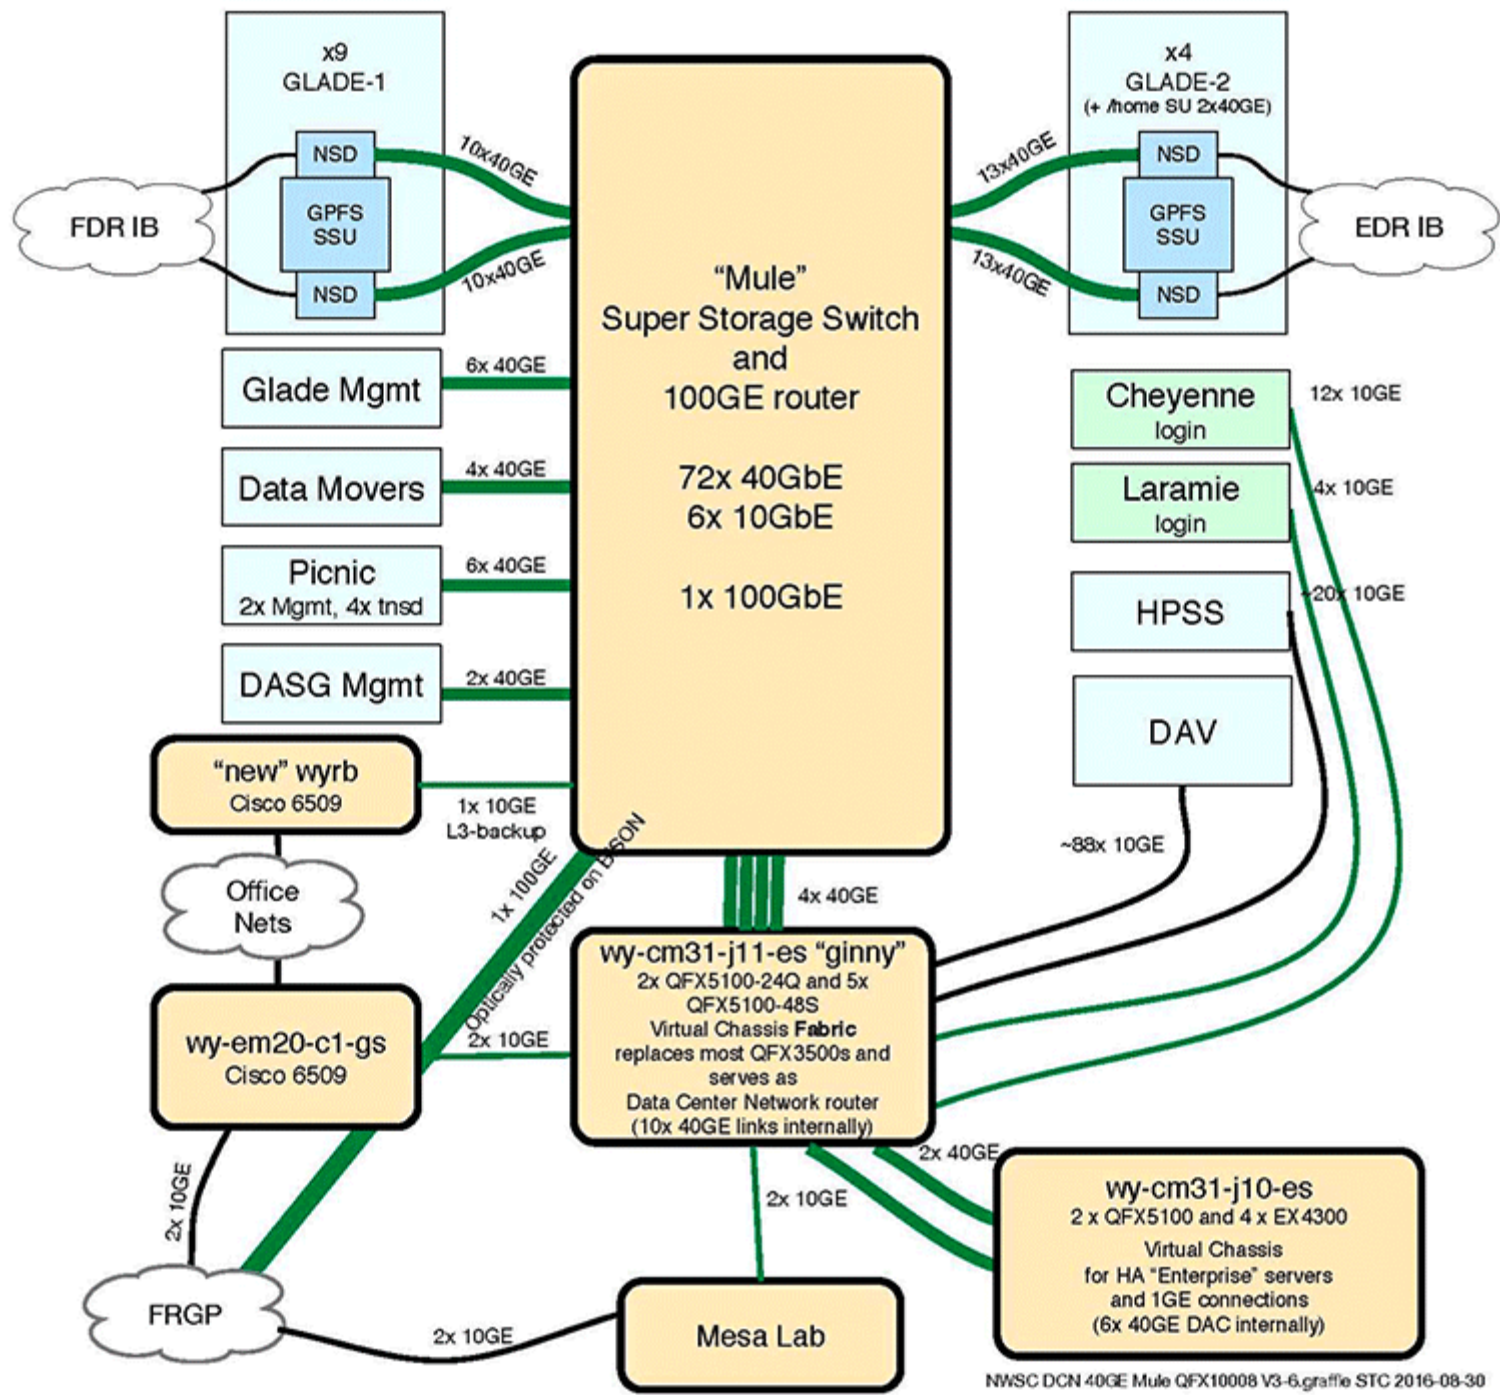 x9
GLADE-1
NSD
GPFS
SSU
NSD
FDR IB
10x40GE
10x40GE
Glade Mgmt
6x 40GE
Data Movers
4x 40GE
Picnic
2x Mgmt, 4x tnsd
6x 40GE
DASG Mgmt
2x 40GE
"new" wyrb
Cisco 6509
1x 10GE
L3-backup
Office
Nets
wy-em20-c1-gs
Cisco 6509
1x 100GE
Optically protected on BISON
2x 10GE
2x 10GE
FRGP
2x 10GE
Mesa Lab
“Mule”
Super Storage Switch
and
100GE router
72x 40GbE
6x 10GbE
1x 100GbE
4x 40GE
wy-cm31-j11-es “ginny”
2x QFX5100-24Q and 5x
QFX5100-48S
Virtual Chassis Fabric
replaces most QFX3500s and
serves as
Data Center Network router
(10x 40GE links internally)
2x 10GE
2x 40GE
x4
GLADE-2
(+ /home SU 2x40GE)
NSD
GPFS
SSU
NSD
EDR IB
13x40GE
13x40GE
Cheyenne
login
12x 10GE
Laramie
login
4x 10GE
HPSS
~20x 10GE
DAV
~88x 10GE
wy-cm31-j10-es
2 x QFX5100 and 4 x EX4300
Virtual Chassis
for HA “Enterprise” servers
and 1GE connections
(6x 40GE DAC internally)
NWSC DCN 40GE Mule QFX10008 V3-6.graffle STC 2016-08-30